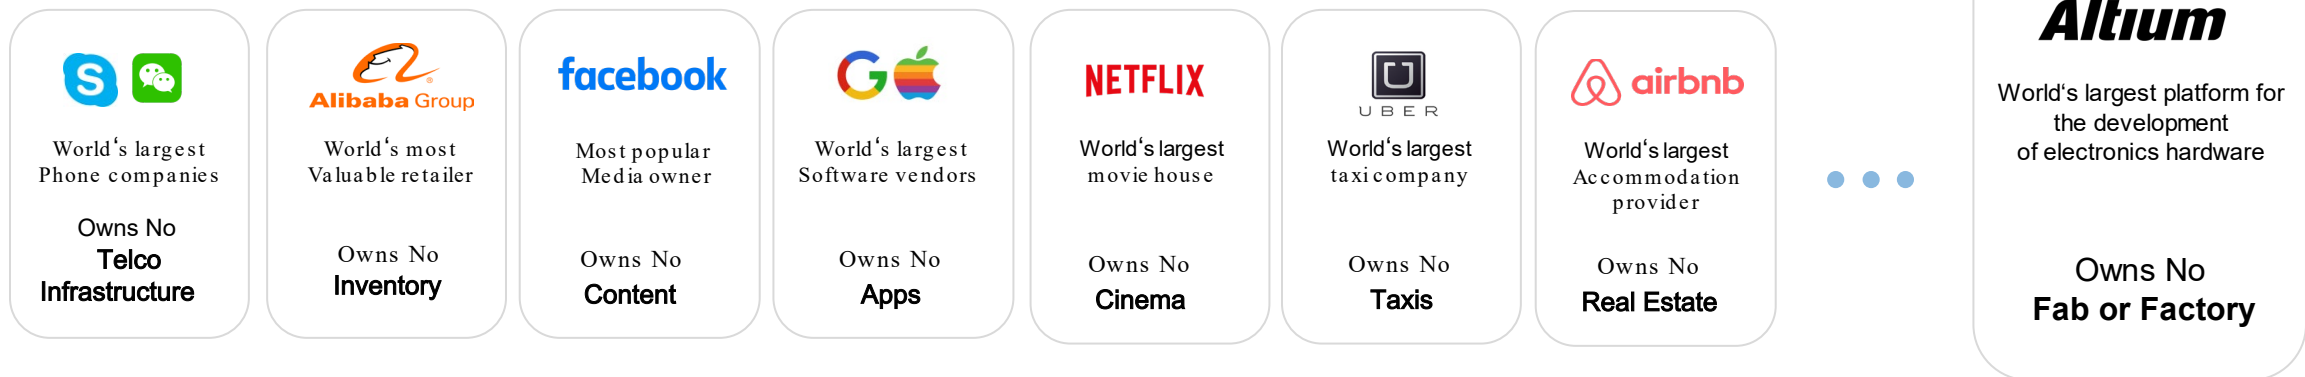 S
World's largest
Phone companies
Owns No
Telco
Infrastructure
Alibaba Group
World's most
Valuable retailer
Owns No
Inventory
facebook
Most popular
Media owner
Owns No
Content
G
World's largest
Software vendors
Owns No
Apps
NETFLIX
World's largest
movie house
Owns No
Cinema
U
UBER
World's largest
taxi company
Owns No
Taxis
airbnb
World's largest
Accommodation
provider
Owns No
Real Estate
Altium
World's largest platform for
the development
of electronics hardware
Owns No
Fab or Factory